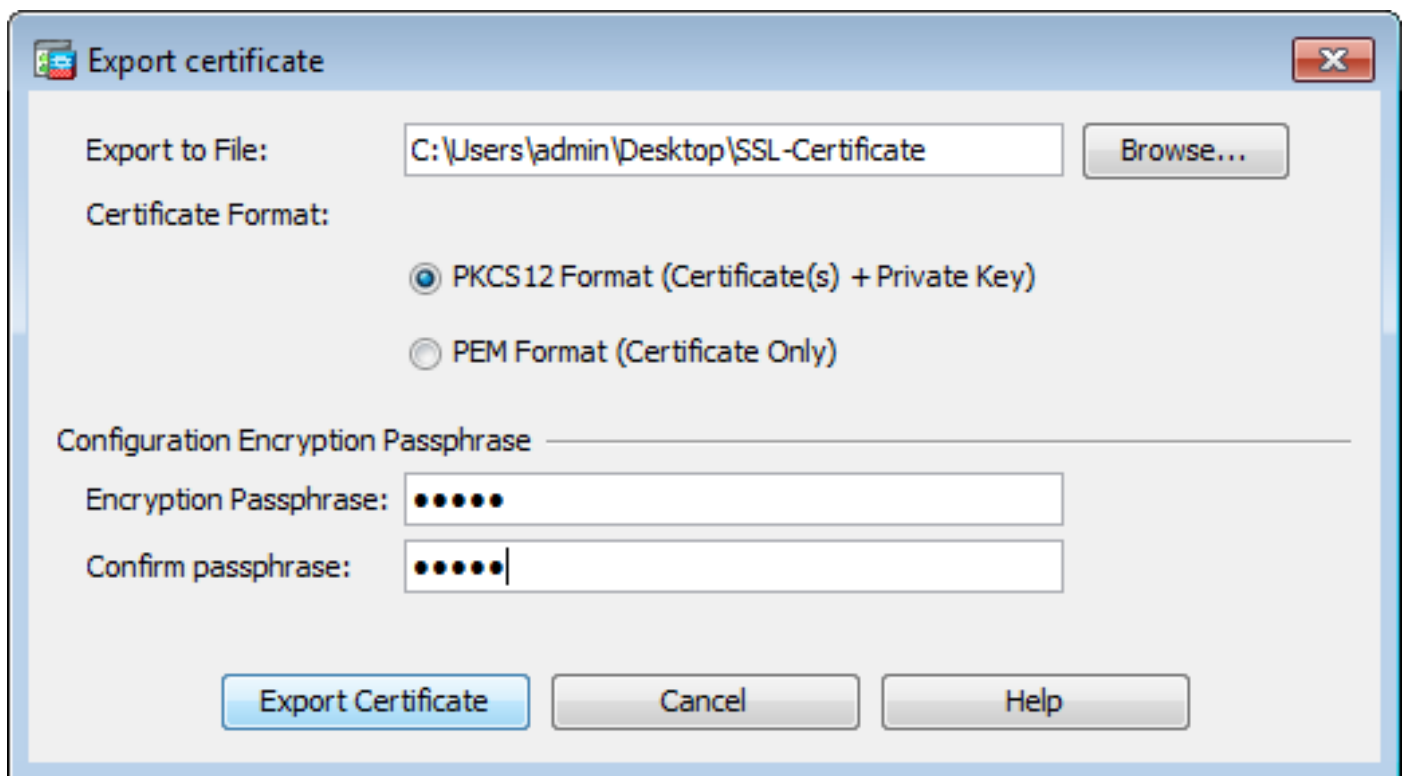 Export certificate
Export to File: C:\Users\admin\Desktop\SSL-Certificate Browse...
Certificate Format:
PKCS12 Format (Certificate(s) + Private Key)
PEM Format (Certificate Only)
Configuration Encryption Passphrase
Encryption Passphrase: •••••
Confirm passphrase: •••••
Export Certificate Cancel Help